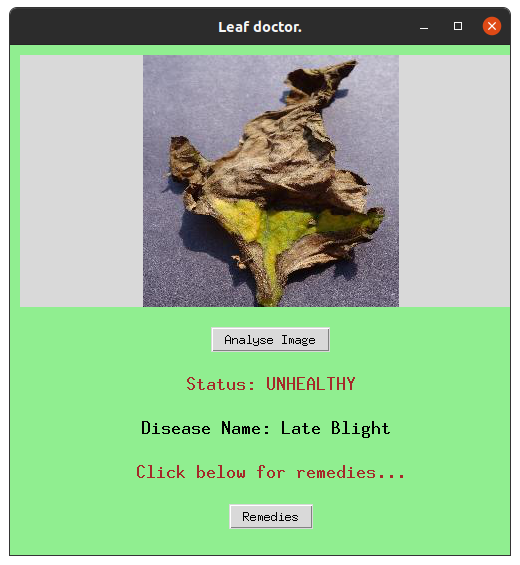 Leaf doctor.
Analyse Image
Status: UNHEALTHY
Disease Name: Late Blight
Click below for remedies...
Remedies